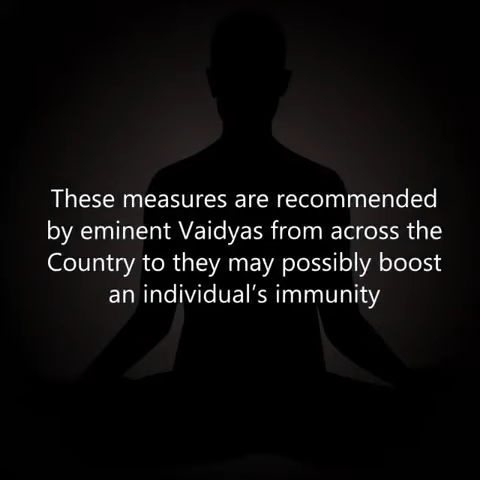 These measures are recommended
by eminent Vaidyas from across the
Country to they may possibly boost
an individual’s immunity